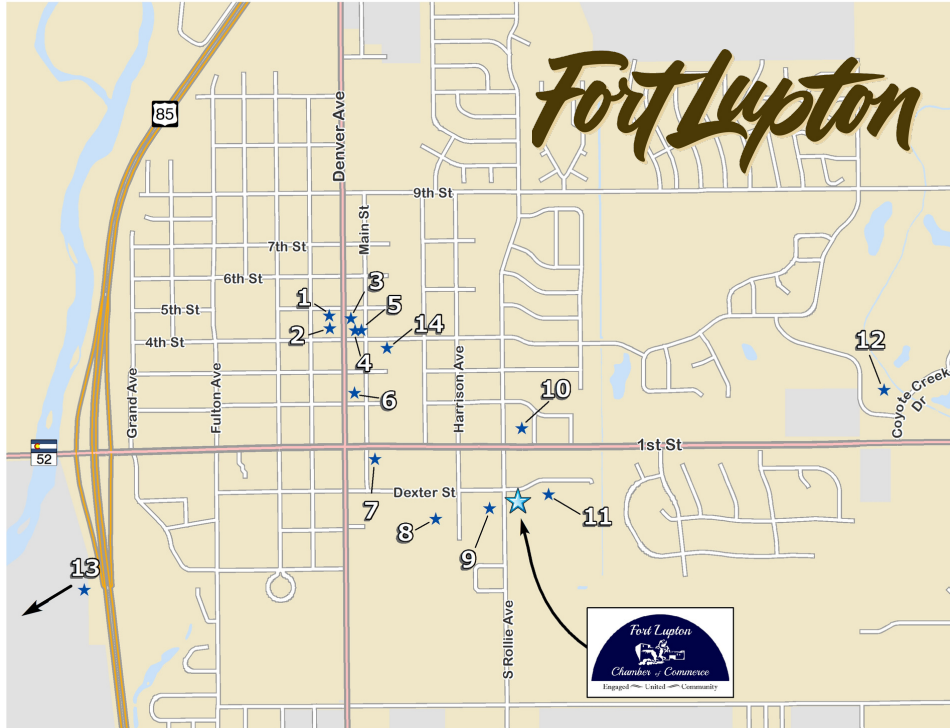 Fort Lupton
85
Denver Ave
9th St
Main St
7th St
6th St
5th St
4th St
1
2
3
5
14
4
6
12
10
Grand Ave
Fulton Ave
Harrison Ave
Coyote Creek
Dr
52
1st St
Dexter St
7
8
9
11
13
S Rollie Ave
Fort Lupton
Chamber of Commerce
Engaged United Community